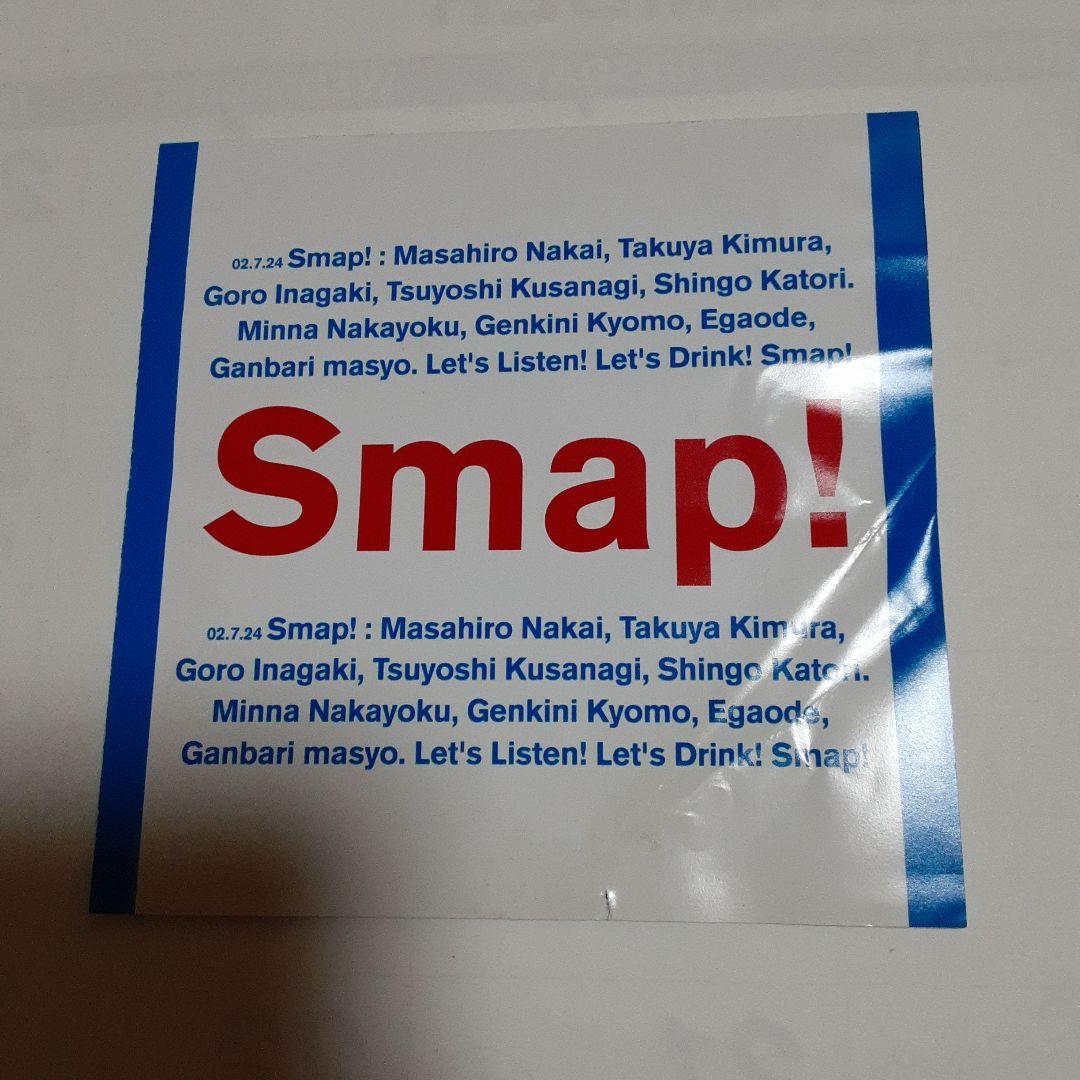 02.7.24 Smap! : Masahiro Nakai, Takuya Kimura,
Goro Inagaki, Tsuyoshi Kusanagi, Shingo Katori.
Minna Nakayoku, Genkini Kyomo, Egaode,
Ganbari masyo. Let's Listen! Let's Drink! Smap!
Smap!
02.7.24 Smap! : Masahiro Nakai, Takuya Kimura,
Goro Inagaki, Tsuyoshi Kusanagi, Shingo Katori.
Minna Nakayoku, Genkini Kyomo, Egaode,
Ganbari masyo. Let's Listen! Let's Drink! Smap!